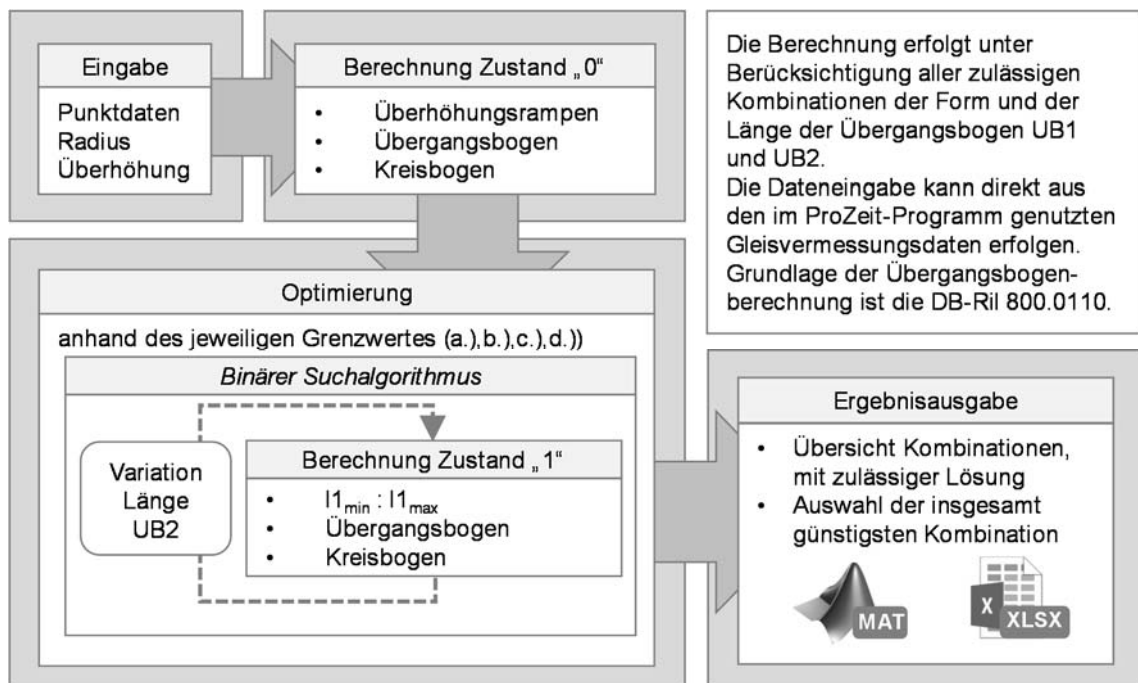 Eingabe
Punktdaten
Radius
Überhöhung
Berechnung Zustand „0“
• Überhöhungsrampen
• Übergangsbogen
• Kreisbogen
Die Berechnung erfolgt unter
Berücksichtigung aller zulässigen
Kombinationen der Form und der
Länge der Übergangsbogen UB1
und UB2.
Die Dateneingabe kann direkt aus
den im ProZeit-Programm genutzten
Gleisvermessungsdaten erfolgen.
Grundlage der Übergangsbogen-
berechnung ist die DB-Ril 800.0110.
Optimierung
anhand des jeweiligen Grenzwertes (a.),b.),c.),d.))
Binärer Suchalgorithmus
Variation
Länge
UB2
Berechnung Zustand „1“
• l1min : l1max
• Übergangsbogen
• Kreisbogen
Ergebnisausgabe
• Übersicht Kombinationen,
mit zulässiger Lösung
• Auswahl der insgesamt
günstigsten Kombination
MAT
X
XLSX